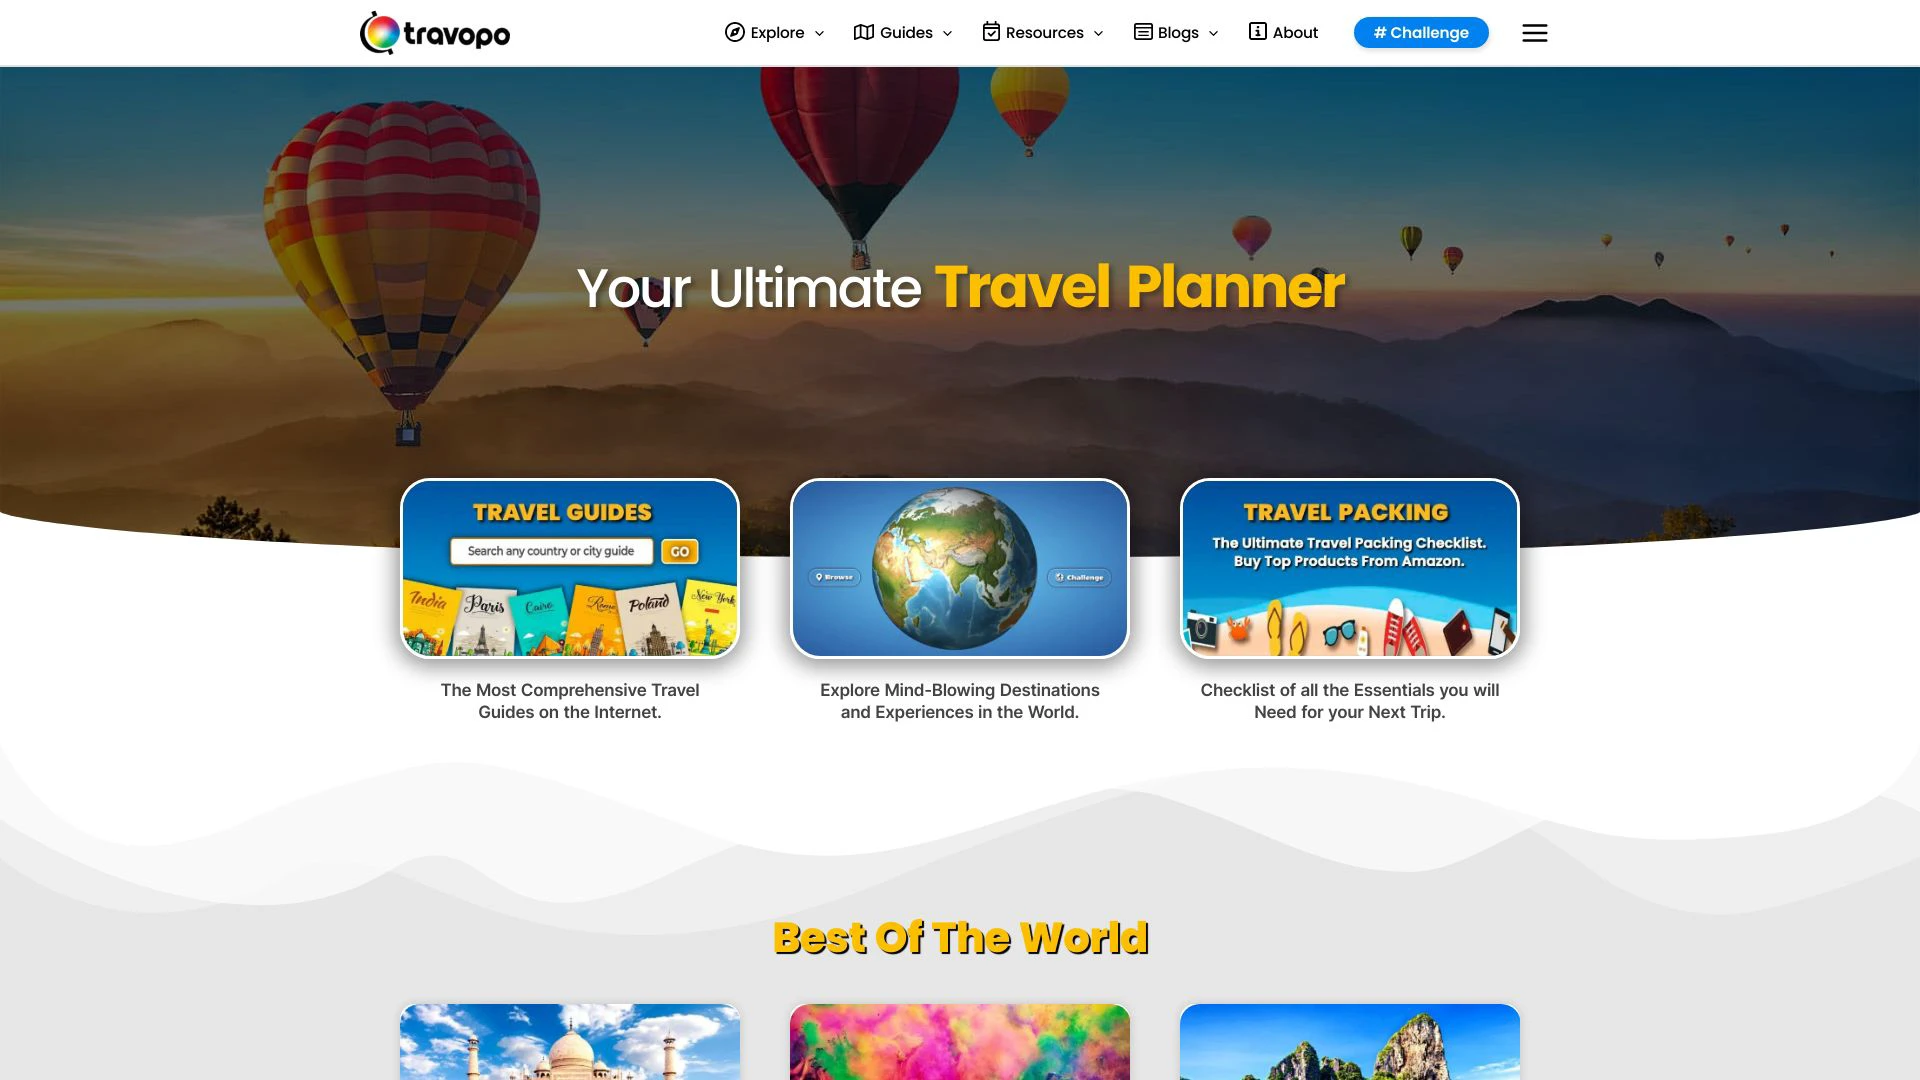 travopo
Explore
Guides
Resources
Blogs
About
# Challenge
Your Ultimate Travel Planner
TRAVEL GUIDES
Search any country or city guide
GO
India
Paris
Cairo
Rome
Poland
New York
Browse
Challenge
TRAVEL PACKING
The Ultimate Travel Packing Checklist.
Buy Top Products From Amazon.
The Most Comprehensive Travel
Guides on the Internet.
Explore Mind-Blowing Destinations
and Experiences in the World.
Checklist of all the Essentials you will
Need for your Next Trip.
Best Of The World